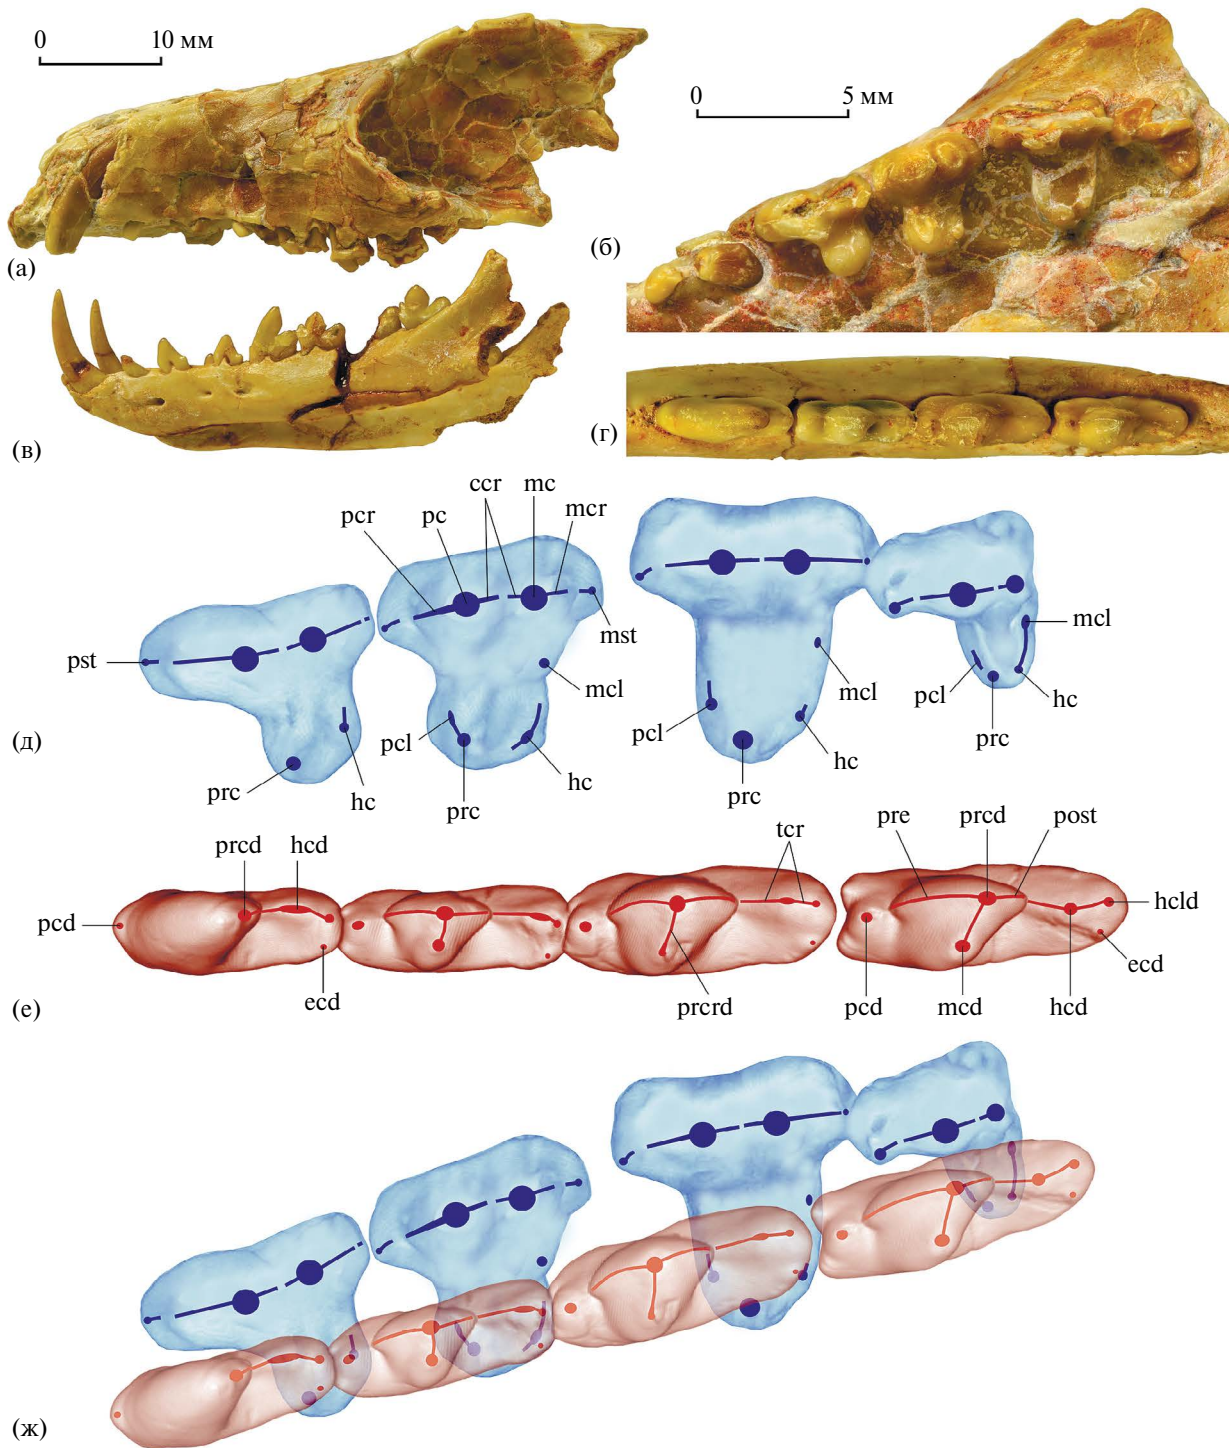 0 10 мм
0 5 мм
(а)
(б)
(в)
(г)
pcr pc ccr mc mcr
pst
mst
mcl
pcl
prc
hc
prc
hc
pcl
mcl
prc
hc
pcl
mcl
prc
hc
(д)
prcd hcd tcr pre prcd post
pcd
hcld
ecd
prcrd
pcd mcd hcd
ecd
(е)
(ж)